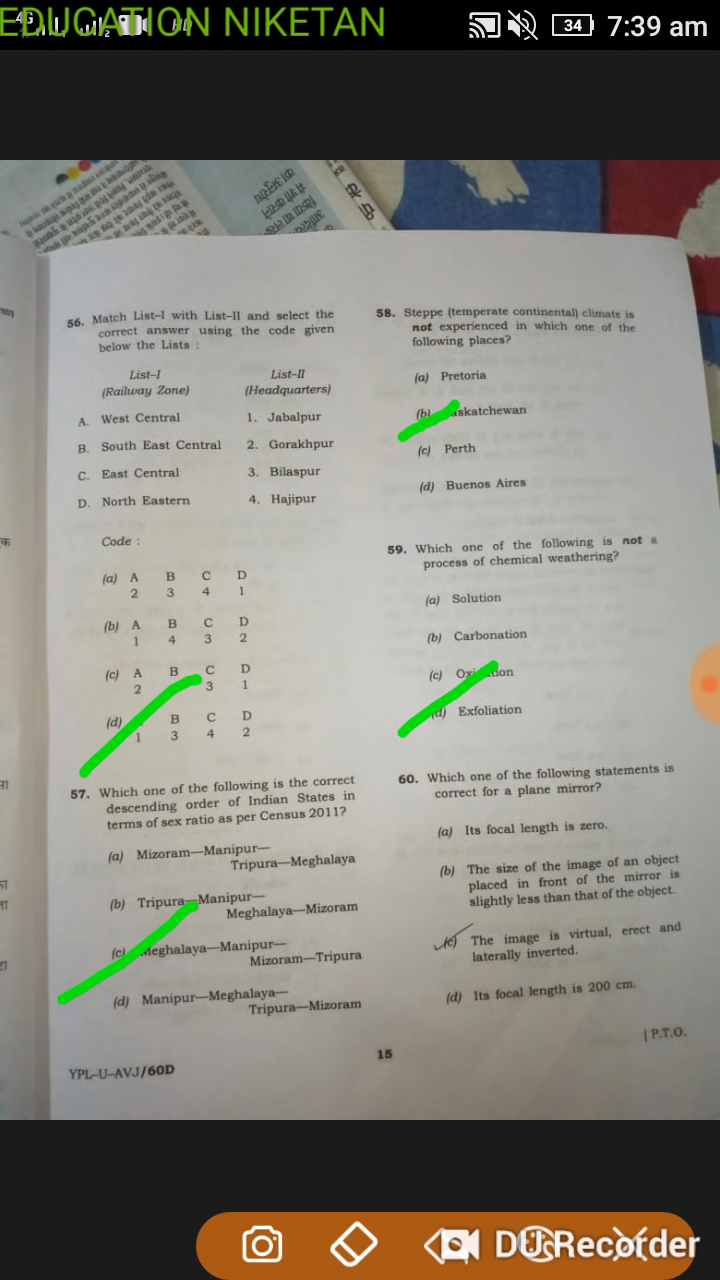 EDUCATION NIKETAN
4G
HD
34
7:39 am
56. Match List–I with List–II and select the
correct answer using the code given
below the Lists :
List–I
(Railway Zone)
List–II
(Headquarters)
A. West Central
1. Jabalpur
B. South East Central
2. Gorakhpur
C. East Central
3. Bilaspur
D. North Eastern
4. Hajipur
Code :
(a) A B C D
2 3 4 1
(b) A B C D
1 4 3 2
(c) A B C D
2 3 1
(d) B C D
1 3 4 2
57. Which one of the following is the correct
descending order of Indian States in
terms of sex ratio as per Census 2011?
(a) Mizoram—Manipur—
Tripura—Meghalaya
(b) Tripura—Manipur—
Meghalaya—Mizoram
(c) Meghalaya—Manipur—
Mizoram—Tripura
(d) Manipur—Meghalaya—
Tripura—Mizoram
YPL–U–AVJ/60D
58. Steppe (temperate continental) climate is
not experienced in which one of the
following places?
(a) Pretoria
(b) askatchewan
(c) Perth
(d) Buenos Aires
59. Which one of the following is not a
process of chemical weathering?
(a) Solution
(b) Carbonation
(c) Oxidation
(d) Exfoliation
60. Which one of the following statements is
correct for a plane mirror?
(a) Its focal length is zero.
(b) The size of the image of an object
placed in front of the mirror is
slightly less than that of the object.
(c) The image is virtual, erect and
laterally inverted.
(d) Its focal length is 200 cm.
15
| P.T.O.
DU Recorder